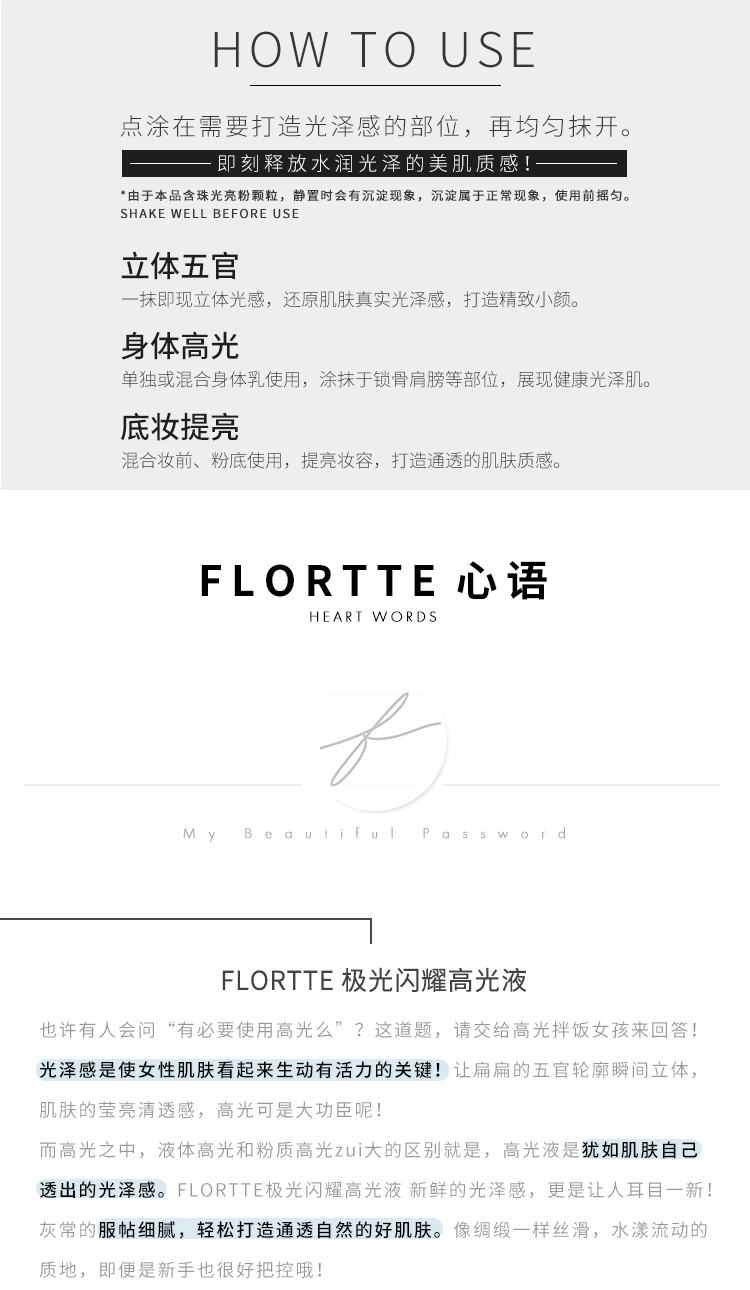 HOW TO USE
点涂在需要打造光泽感的部位，再均匀抹开。
即刻释放水润光泽的美肌质感！
*由于本品含珠光亮粉颗粒，静置时会有沉淀现象，沉淀属于正常现象，使用前摇匀。
SHAKE WELL BEFORE USE
立体五官
一抹即现立体光感，还原肌肤真实光泽感，打造精致小颜。
身体高光
单独或混合身体乳使用，涂抹于锁骨肩膀等部位，展现健康光泽肌。
底妆提亮
混合妆前、粉底使用，提亮妆容，打造通透的肌肤质感。
FLORTTE 心语
HEART WORDS
f
My Beautiful Password
FLORTTE 极光闪耀高光液
也许有人会问“有必要使用高光么”？这道题，请交给高光拌饭女孩来回答！
光泽感是使女性肌肤看起来生动有活力的关键！让扁扁的五官轮廓瞬间立体，
肌肤的莹亮清透感，高光可是大功臣呢！
而高光之中，液体高光和粉质高光zui大的区别就是，高光液是犹如肌肤自己
透出的光泽感。FLORTTE极光闪耀高光液 新鲜的光泽感，更是让人耳目一新！
灰常的服帖细腻，轻松打造通透自然的好肌肤。像绸缎一样丝滑，水漾流动的
质地，即便是新手也很好把控哦！